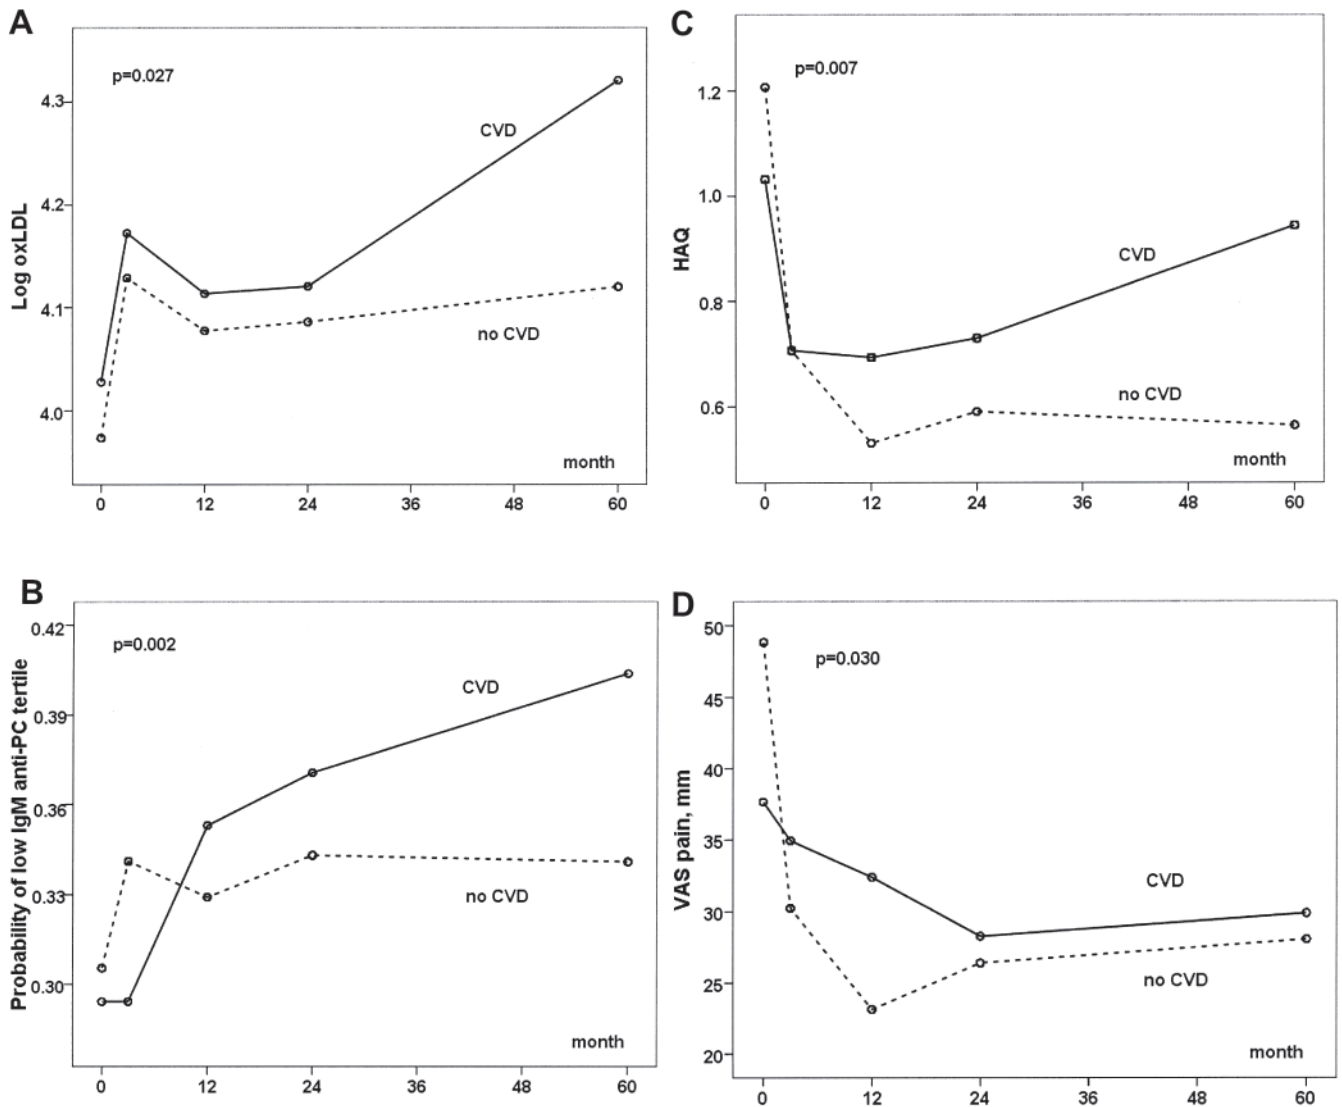 A
p=0.027
4.3
4.2
4.1
4.0
Log oxLDL
CVD
no CVD
month
0 12 24 36 48 60
C
p=0.007
1.2
1.0
0.8
0.6
HAQ
CVD
no CVD
month
0 12 24 36 48 60
B
p=0.002
0.42
0.39
0.36
0.33
0.30
Probability of low IgM anti-PC tertile
CVD
no CVD
month
0 12 24 36 48 60
D
p=0.030
50
45
40
35
30
25
20
VAS pain, mm
CVD
no CVD
month
0 12 24 36 48 60